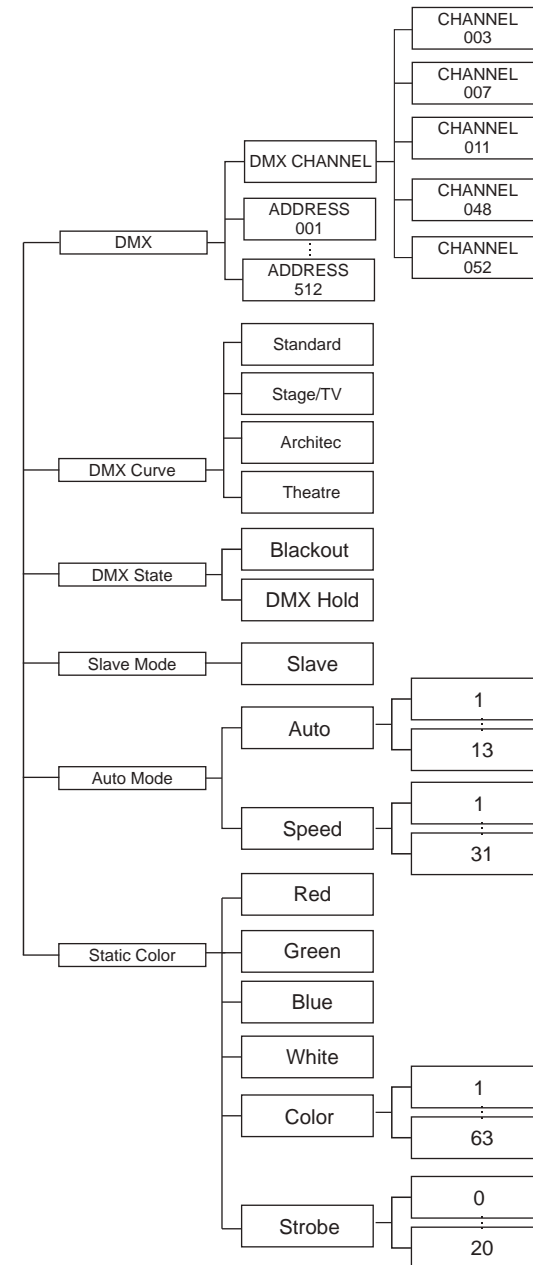 DMX
DMX CHANNEL
CHANNEL
003
CHANNEL
007
CHANNEL
011
CHANNEL
048
CHANNEL
052
ADDRESS
001
ADDRESS
512
DMX Curve
Standard
Stage/TV
Architec
Theatre
DMX State
Blackout
DMX Hold
Slave Mode
Slave
Auto Mode
Auto
1
13
Speed
1
31
Static Color
Red
Green
Blue
White
Color
1
63
Strobe
0
20